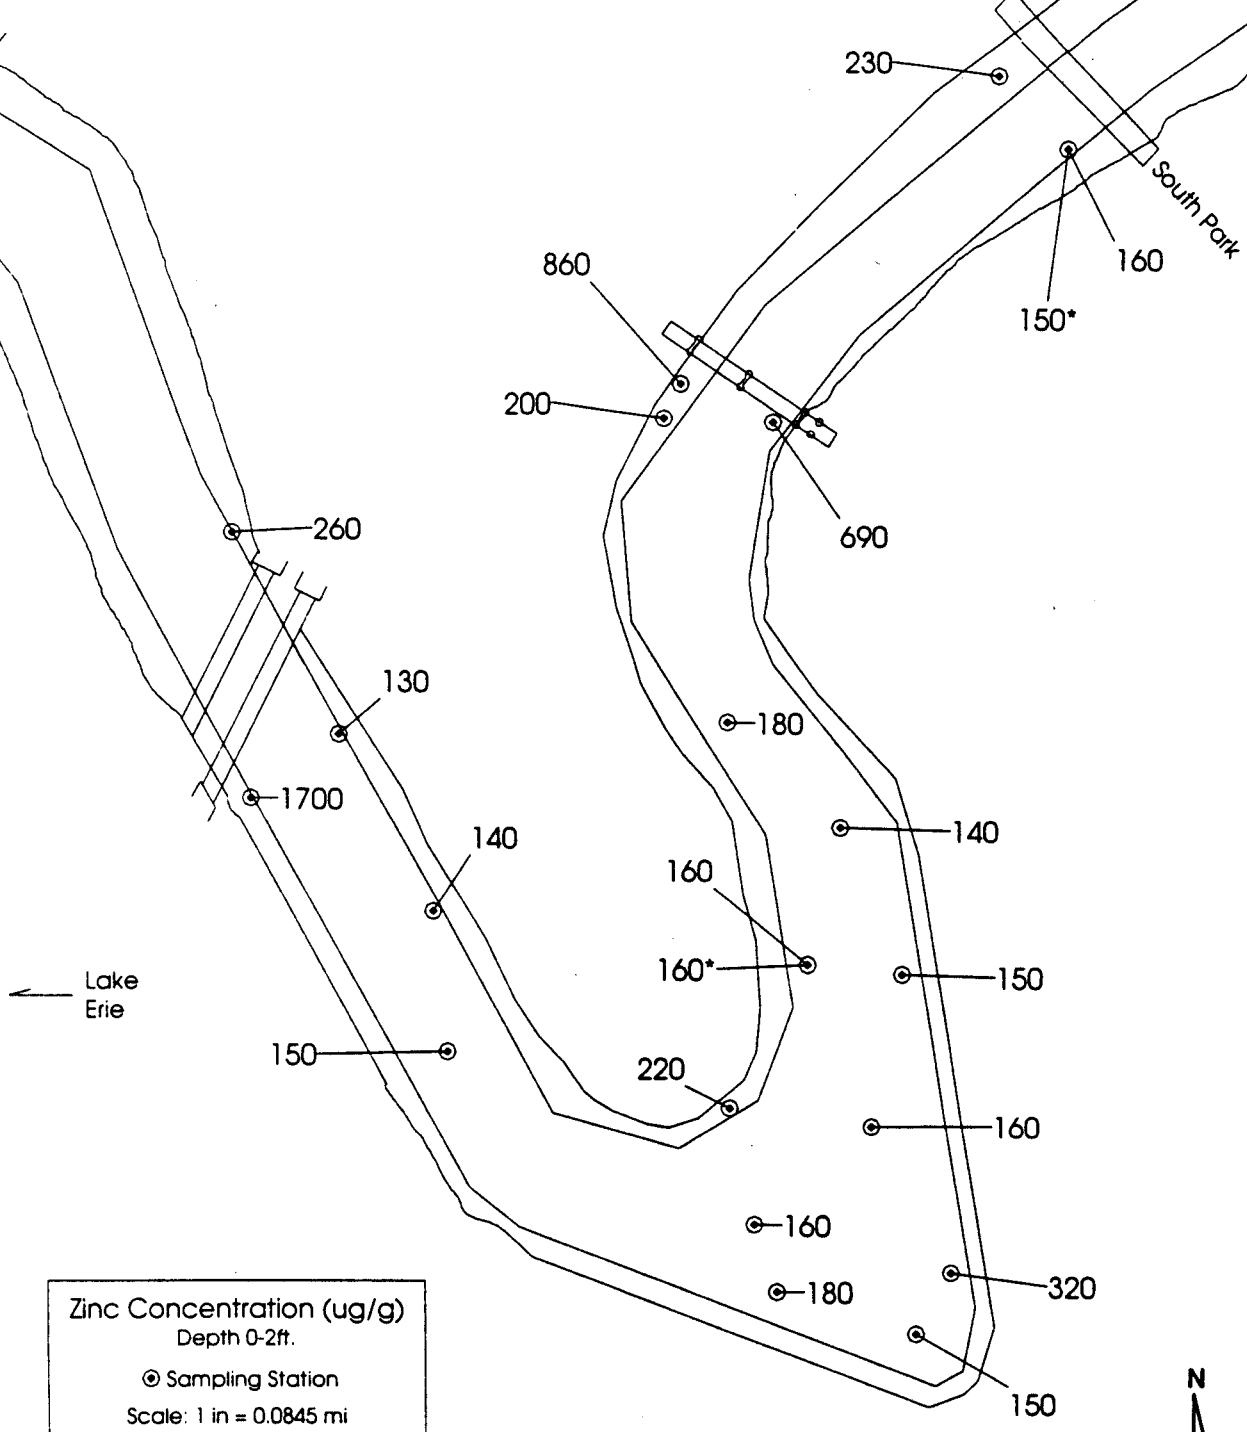 230
South Park
160
150*
860
200
690
260
130
180
1700
140
140
160
160*
150
Lake
Erie
150
220
160
160
320
180
150
Zinc Concentration (ug/g)
Depth 0-2ft.
Sampling Station
Scale: 1 in = 0.0845 mi
N